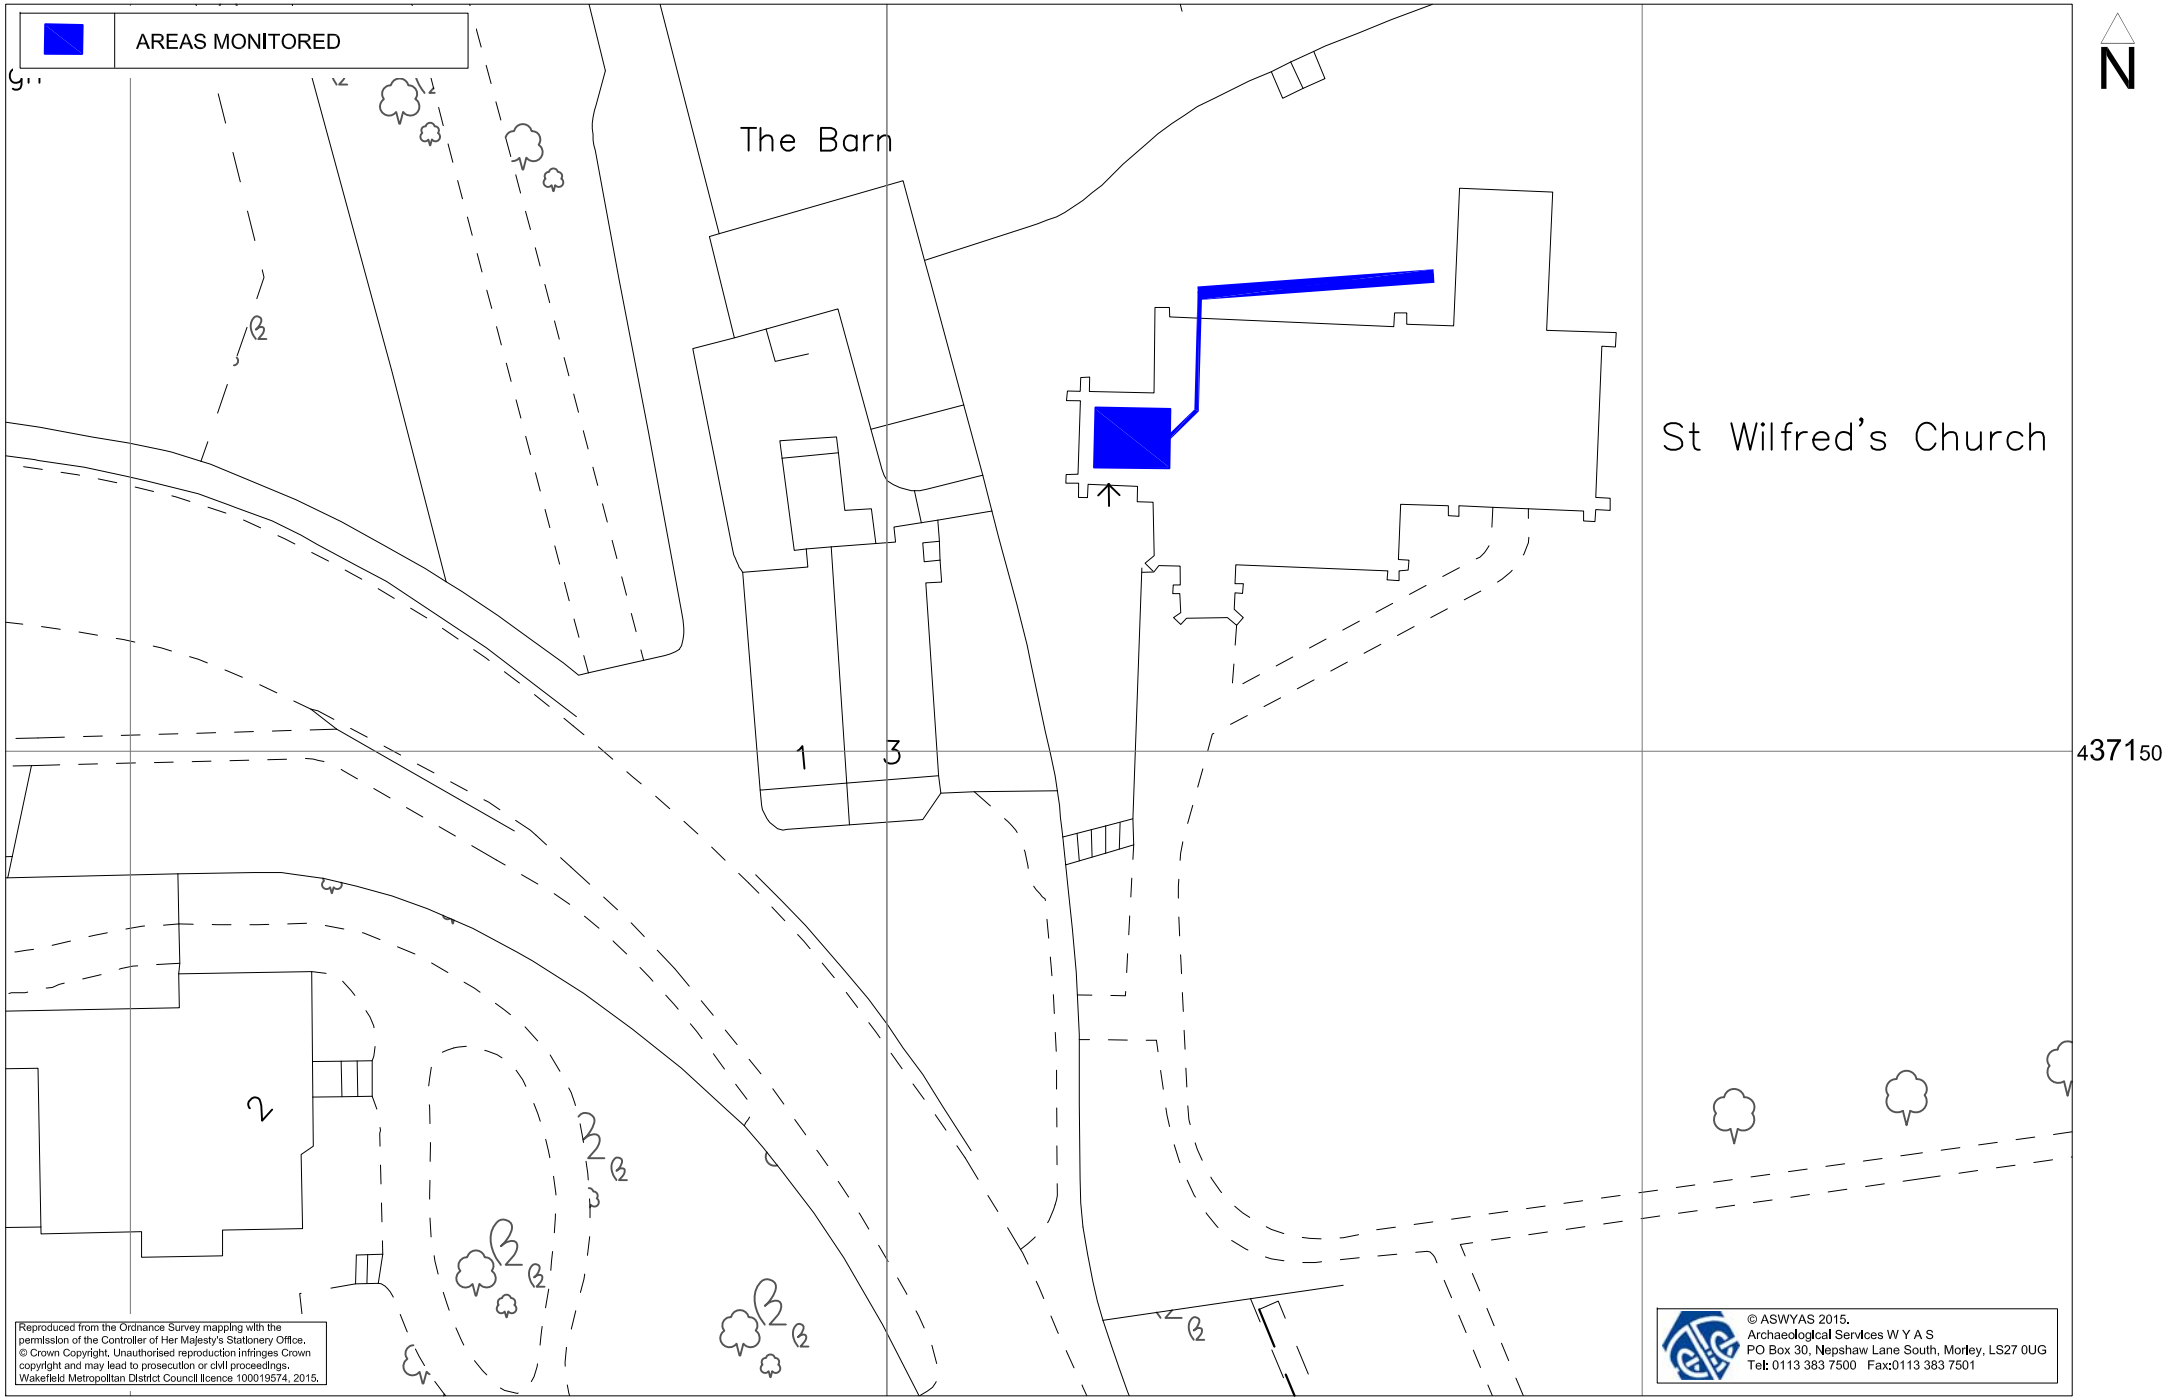 AREAS MONITORED
N
The Barn
St Wilfred's Church
1
3
437150
2
Reproduced from the Ordnance Survey mapping with the
permission of the Controller of Her Majesty's Stationery Office.
© Crown Copyright. Unauthorised reproduction infringes Crown
copyright and may lead to prosecution or civil proceedings.
Wakefield Metropolitan District Council licence 100019574, 2015.
© ASWYAS 2015.
Archaeological Services W Y A S
PO Box 30, Nepshaw Lane South, Morley, LS27 0UG
Tel: 0113 383 7500 Fax:0113 383 7501